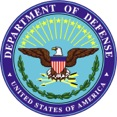 DEPARTMENT OF DEFENSE
UNITED STATES OF AMERICA